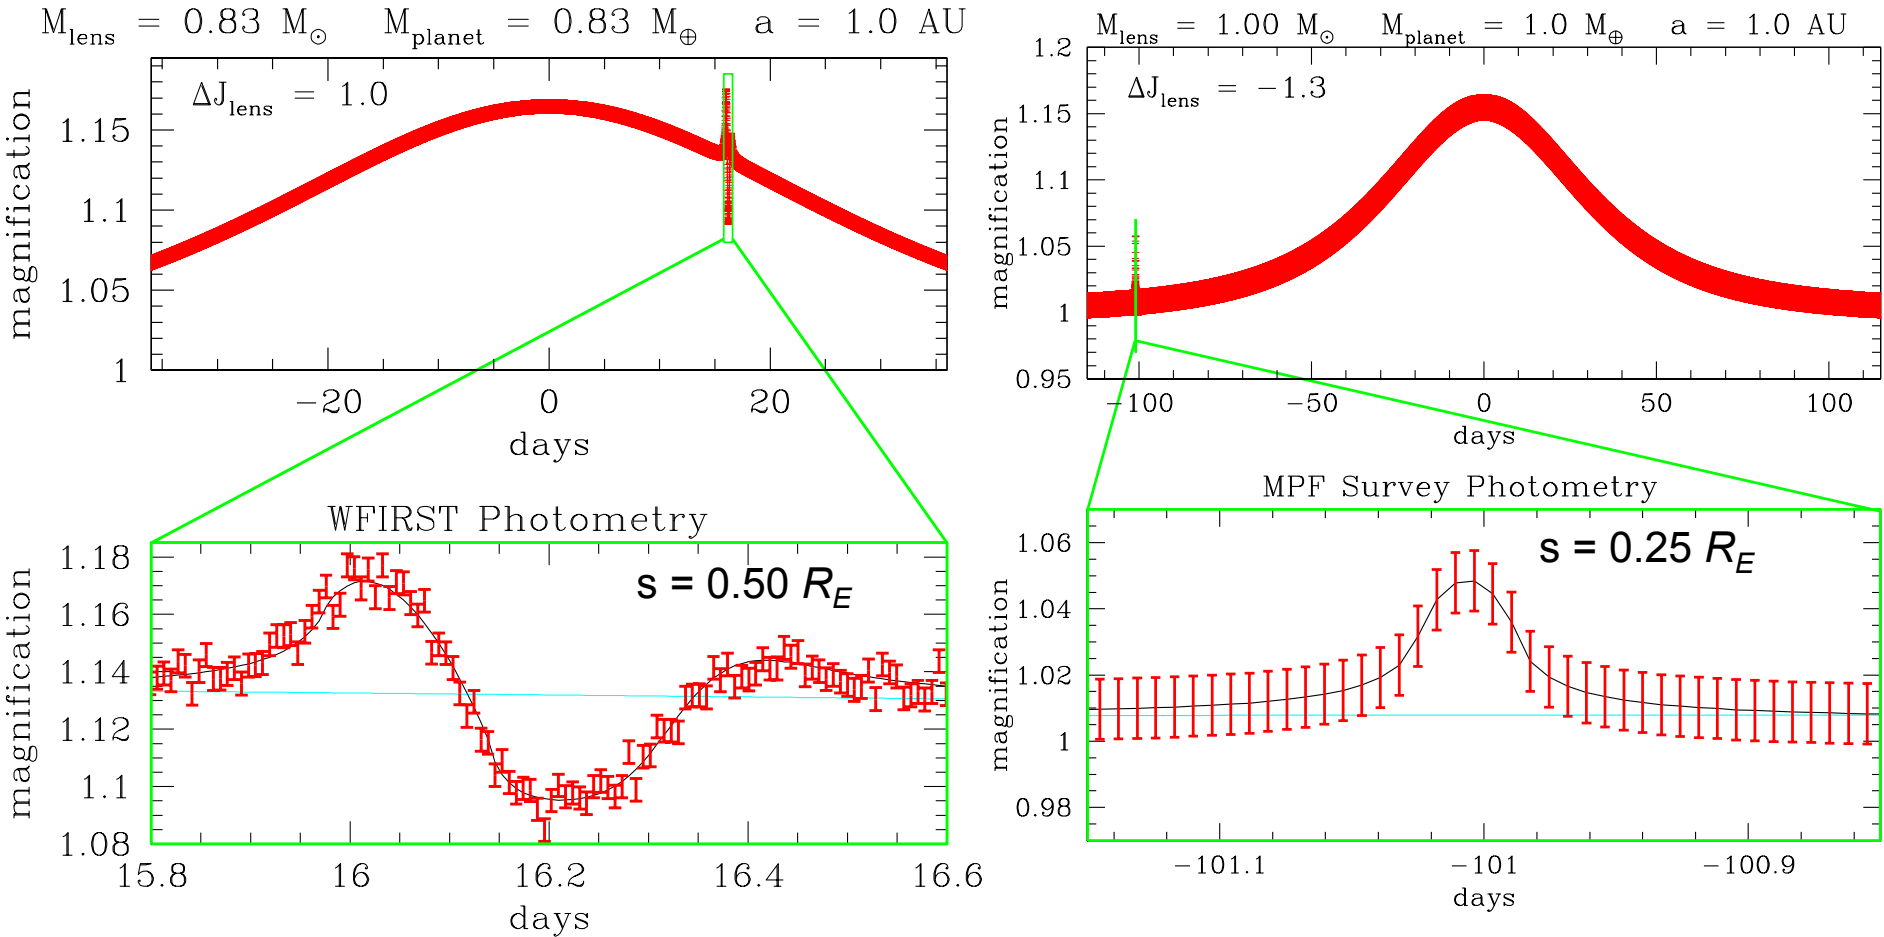 M_lens = 0.83 M_⊙ M_planet = 0.83 M_⊕ a = 1.0 AU
ΔJ_lens = 1.0
magnification
1.15
1.1
1.05
1
−20 0 20
days
WFIRST Photometry
s = 0.50 R_E
magnification
1.18
1.16
1.14
1.12
1.1
1.08
15.8 16 16.2 16.4 16.6
days
M_lens = 1.00 M_⊙ M_planet = 1.0 M_⊕ a = 1.0 AU
ΔJ_lens = −1.3
magnification
1.2
1.15
1.1
1.05
1
0.95
−100 −50 0 50 100
days
MPF Survey Photometry
s = 0.25 R_E
magnification
1.06
1.04
1.02
1
0.98
−101.1 −101 −100.9
days